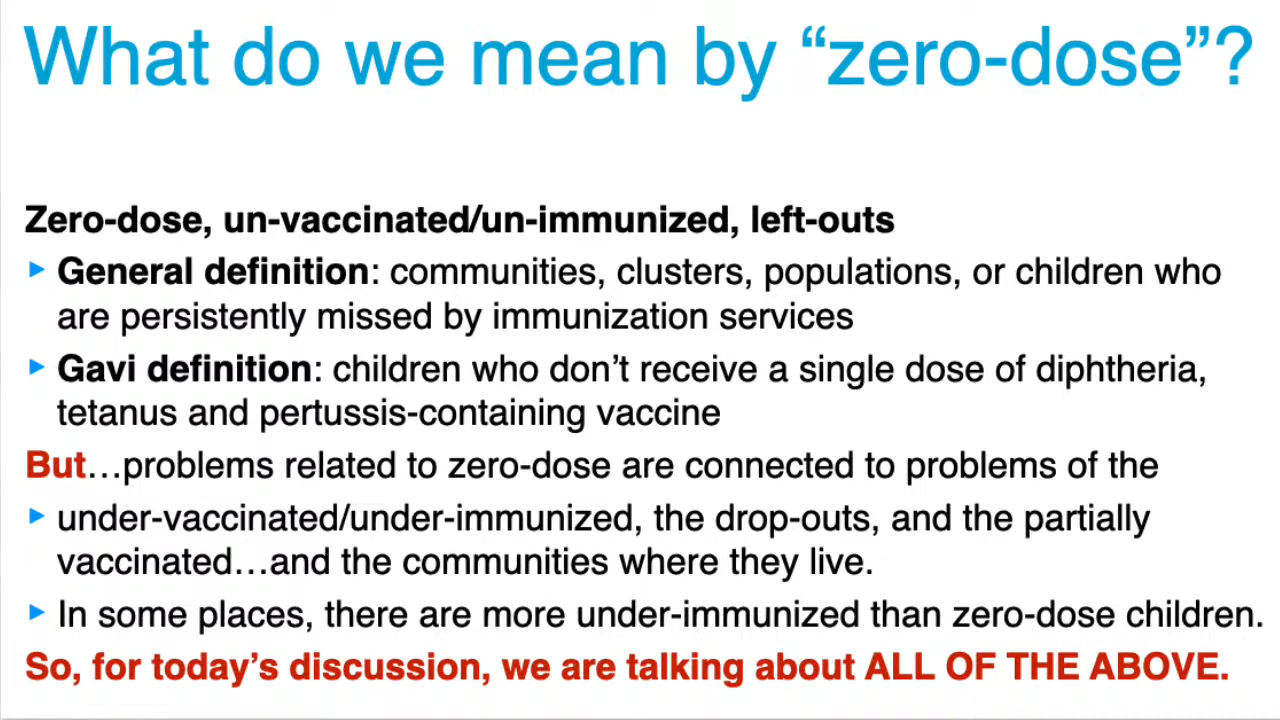 What do we mean by “zero-dose”?
Zero-dose, un-vaccinated/un-immunized, left-outs
General definition: communities, clusters, populations, or children who
are persistently missed by immunization services
Gavi definition: children who don’t receive a single dose of diphtheria,
tetanus and pertussis-containing vaccine
But…problems related to zero-dose are connected to problems of the
under-vaccinated/under-immunized, the drop-outs, and the partially
vaccinated…and the communities where they live.
In some places, there are more under-immunized than zero-dose children.
So, for today’s discussion, we are talking about ALL OF THE ABOVE.